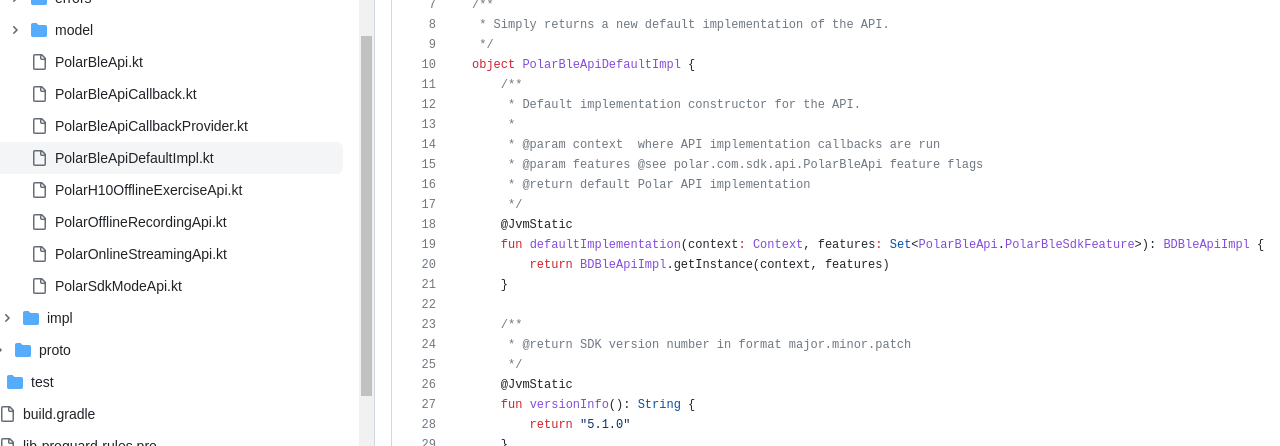 errors
model
PolarBleApi.kt
PolarBleApiCallback.kt
PolarBleApiCallbackProvider.kt
PolarBleApiDefaultImpl.kt
PolarH10OfflineExerciseApi.kt
PolarOfflineRecordingApi.kt
PolarOnlineStreamingApi.kt
PolarSdkModeApi.kt
impl
proto
test
build.gradle
lib-proguard-rules.pro
7 /**
8  * Simply returns a new default implementation of the API.
9  */
10 object PolarBleApiDefaultImpl {
11     /**
12      * Default implementation constructor for the API.
13      *
14      * @param context  where API implementation callbacks are run
15      * @param features @see polar.com.sdk.api.PolarBleApi feature flags
16      * @return default Polar API implementation
17      */
18     @JvmStatic
19     fun defaultImplementation(context: Context, features: Set<PolarBleApi.PolarBleSdkFeature>): BDBleApiImpl {
20         return BDBleApiImpl.getInstance(context, features)
21     }
22
23     /**
24      * @return SDK version number in format major.minor.patch
25      */
26     @JvmStatic
27     fun versionInfo(): String {
28         return "5.1.0"
29     }